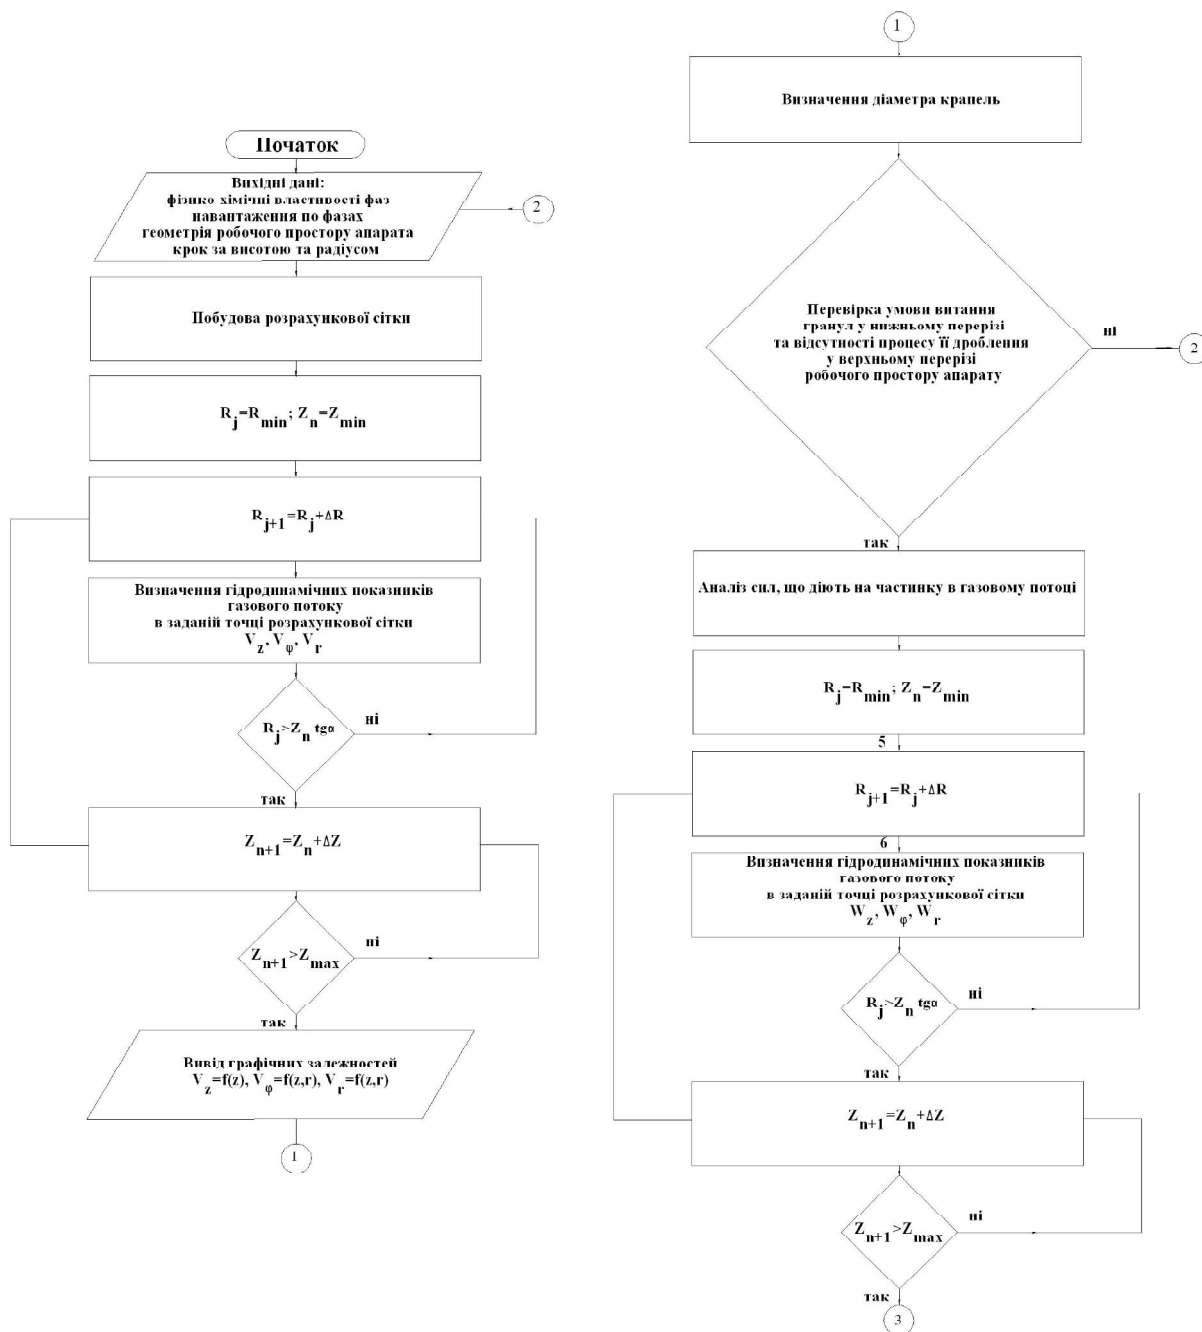 Початок
Вихідні дані:
фізико хімічні властивості фаз
навантаження по фазах
геометрія робочого простору апарата
крок за висотою та радіусом
2
Побудова розрахункової сітки
R_j=R_min; Z_n=Z_min
R_j+1=R_j+ΔR
Визначення гідродинамічних показників
газового потоку
в заданій точці розрахункової сітки
V_z, V_φ, V_r
R_j>Z_n tgα
ні
так
Z_n+1=Z_n+ΔZ
Z_n+1>Z_max
ні
так
Вивід графічних залежностей
V_z=f(z), V_φ=f(z,r), V_r=f(z,r)
1
1
Визначення діаметра крапель
Перевірка умови витання
гранул у нижньому перерізі
та відсутності процесу її дроблення
у верхньому перерізі
робочого простору апарату
ні
2
так
Аналіз сил, що діють на частинку в газовому потоці
R_j=R_min; Z_n=Z_min
5
R_j+1=R_j+ΔR
6
Визначення гідродинамічних показників
газового потоку
в заданій точці розрахункової сітки
W_z, W_φ, W_r
R_j>Z_n tgα
ні
так
Z_n+1=Z_n+ΔZ
Z_n+1>Z_max
ні
так
3